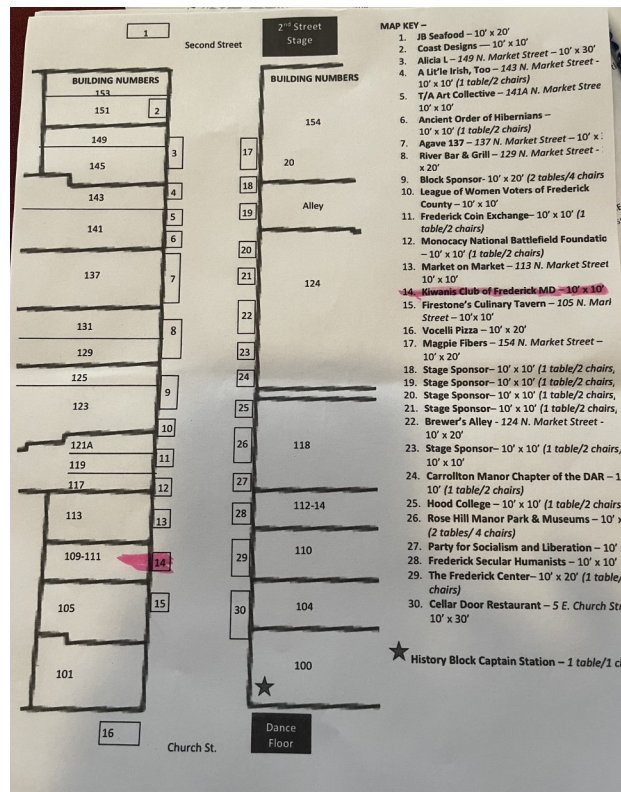 1
Second Street
2nd Street
Stage
BUILDING NUMBERS
153
151
2
149
145
3
143
4
5
141
6
137
7
131
8
129
125
9
123
10
121A
11
119
117
12
113
13
109-111
14
105
15
101
16
Church St.
BUILDING NUMBERS
154
17
20
18
Alley
19
20
21
124
22
23
24
25
26
118
27
28
112-14
29
110
30
104
100
Dance
Floor
MAP KEY –
1. JB Seafood – 10’ x 20’
2. Coast Designs — 10’ x 10’
3. Alicia L – 149 N. Market Street – 10’ x 30’
4. A Lit’le Irish, Too – 143 N. Market Street -
10’ x 10’ (1 table/2 chairs)
5. T/A Art Collective – 141A N. Market Stree
10’ x 10’
6. Ancient Order of Hibernians –
10’ x 10’ (1 table/2 chairs)
7. Agave 137 – 137 N. Market Street – 10’ x
8. River Bar & Grill – 129 N. Market Street -
x 20’
9. Block Sponsor- 10’ x 20’ (2 tables/4 chairs
10. League of Women Voters of Frederick
County – 10’ x 10’
11. Frederick Coin Exchange– 10’ x 10’ (1
table/2 chairs)
12. Monocacy National Battlefield Foundatio
– 10’ x 10’ (1 table/2 chairs)
13. Market on Market – 113 N. Market Street
10’ x 10’
14. Kiwanis Club of Frederick MD – 10’ x 10’
15. Firestone’s Culinary Tavern – 105 N. Marl
Street – 10’x 10’
16. Vocelli Pizza – 10’ x 20’
17. Magpie Fibers – 154 N. Market Street –
10’ x 20’
18. Stage Sponsor– 10’ x 10’ (1 table/2 chairs,
19. Stage Sponsor– 10’ x 10’ (1 table/2 chairs,
20. Stage Sponsor– 10’ x 10’ (1 table/2 chairs,
21. Stage Sponsor– 10’ x 10’ (1 table/2 chairs,
22. Brewer’s Alley - 124 N. Market Street -
10’ x 20’
23. Stage Sponsor– 10’ x 10’ (1 table/2 chairs,
10’ x 10’
24. Carrollton Manor Chapter of the DAR – 1
10’ (1 table/2 chairs)
25. Hood College – 10’ x 10’ (1 table/2 chairs
26. Rose Hill Manor Park & Museums – 10’ x
(2 tables/ 4 chairs)
27. Party for Socialism and Liberation – 10’
28. Frederick Secular Humanists – 10’ x 10’
29. The Frederick Center– 10’ x 20’ (1 table/
chairs)
30. Cellar Door Restaurant – 5 E. Church Str
10’ x 30’
History Block Captain Station – 1 table/1 cl